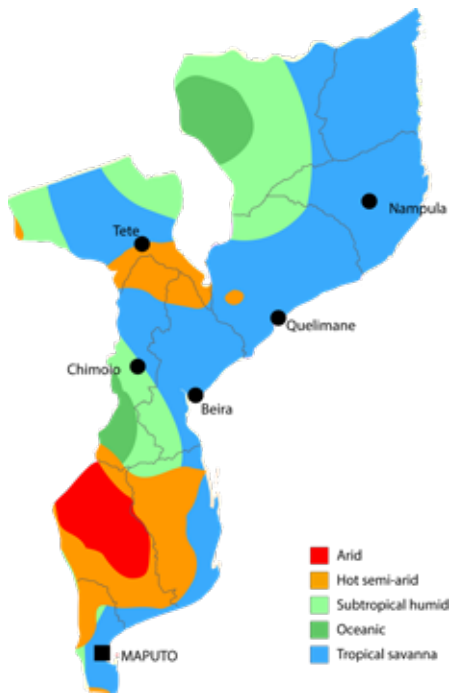 Nampula
Tete
Quelimane
Chimoio
Beira
Arid
Hot semi-arid
Subtropical humid
Oceanic
Tropical savanna
MAPUTO